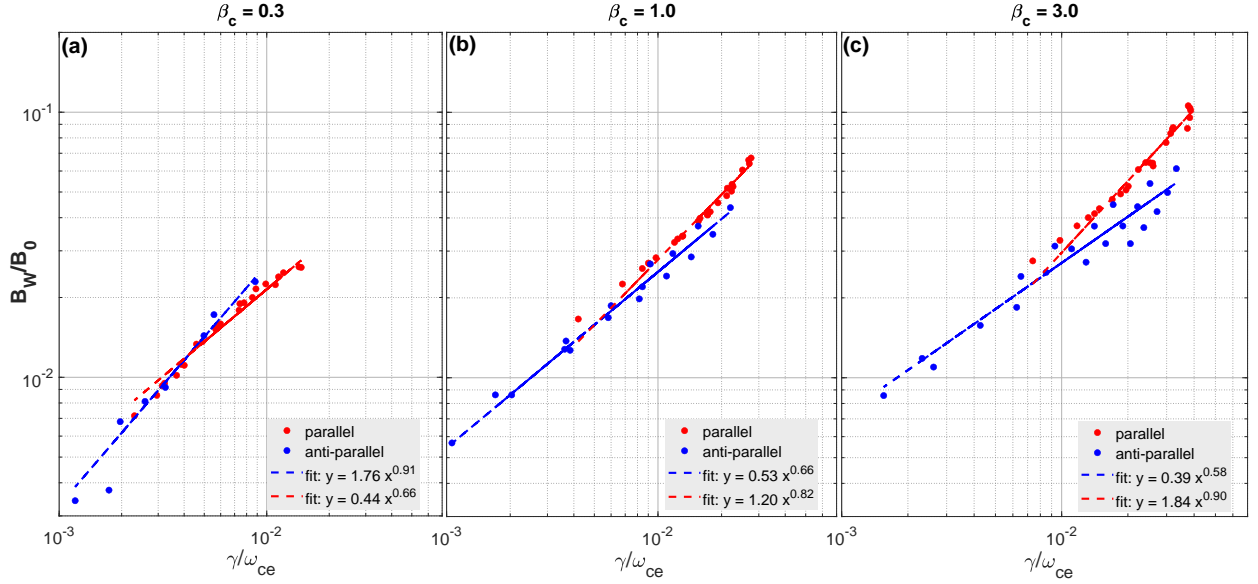 β_c = 0.3
β_c = 1.0
β_c = 3.0
(a)
(b)
(c)
B_W/B_0
10^-1
10^-2
parallel
anti-parallel
fit: y = 1.76 x^0.91
fit: y = 0.44 x^0.66
parallel
anti-parallel
fit: y = 0.53 x^0.66
fit: y = 1.20 x^0.82
parallel
anti-parallel
fit: y = 0.39 x^0.58
fit: y = 1.84 x^0.90
10^-3
10^-2
10^-3
10^-2
10^-3
10^-2
γ/ω_ce
γ/ω_ce
γ/ω_ce